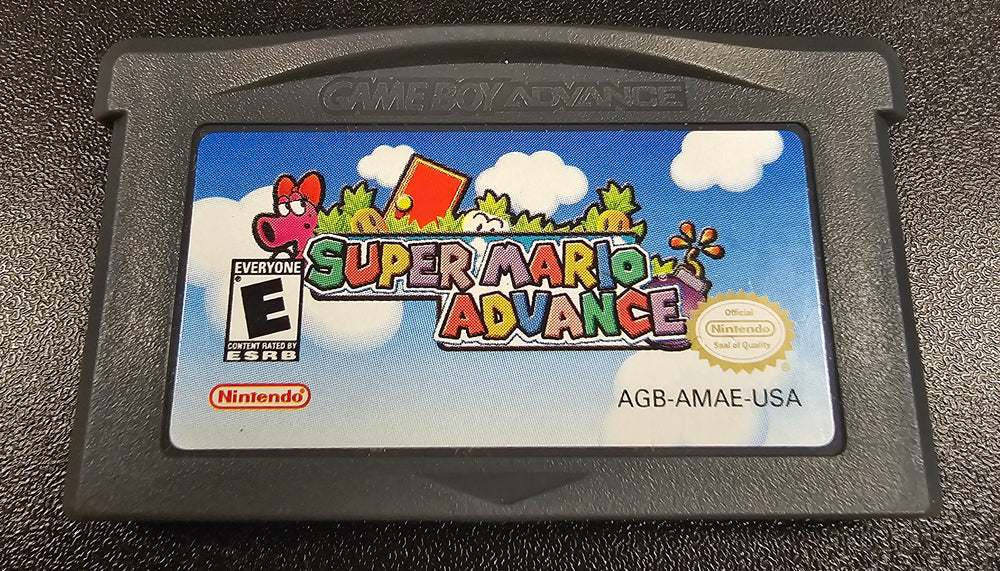 GAME BOY ADVANCE
SUPER MARIO
ADVANCE
EVERYONE
E
CONTENT RATED BY
ESRB
Official
Nintendo
Seal of Quality
Nintendo®
AGB-AMAE-USA